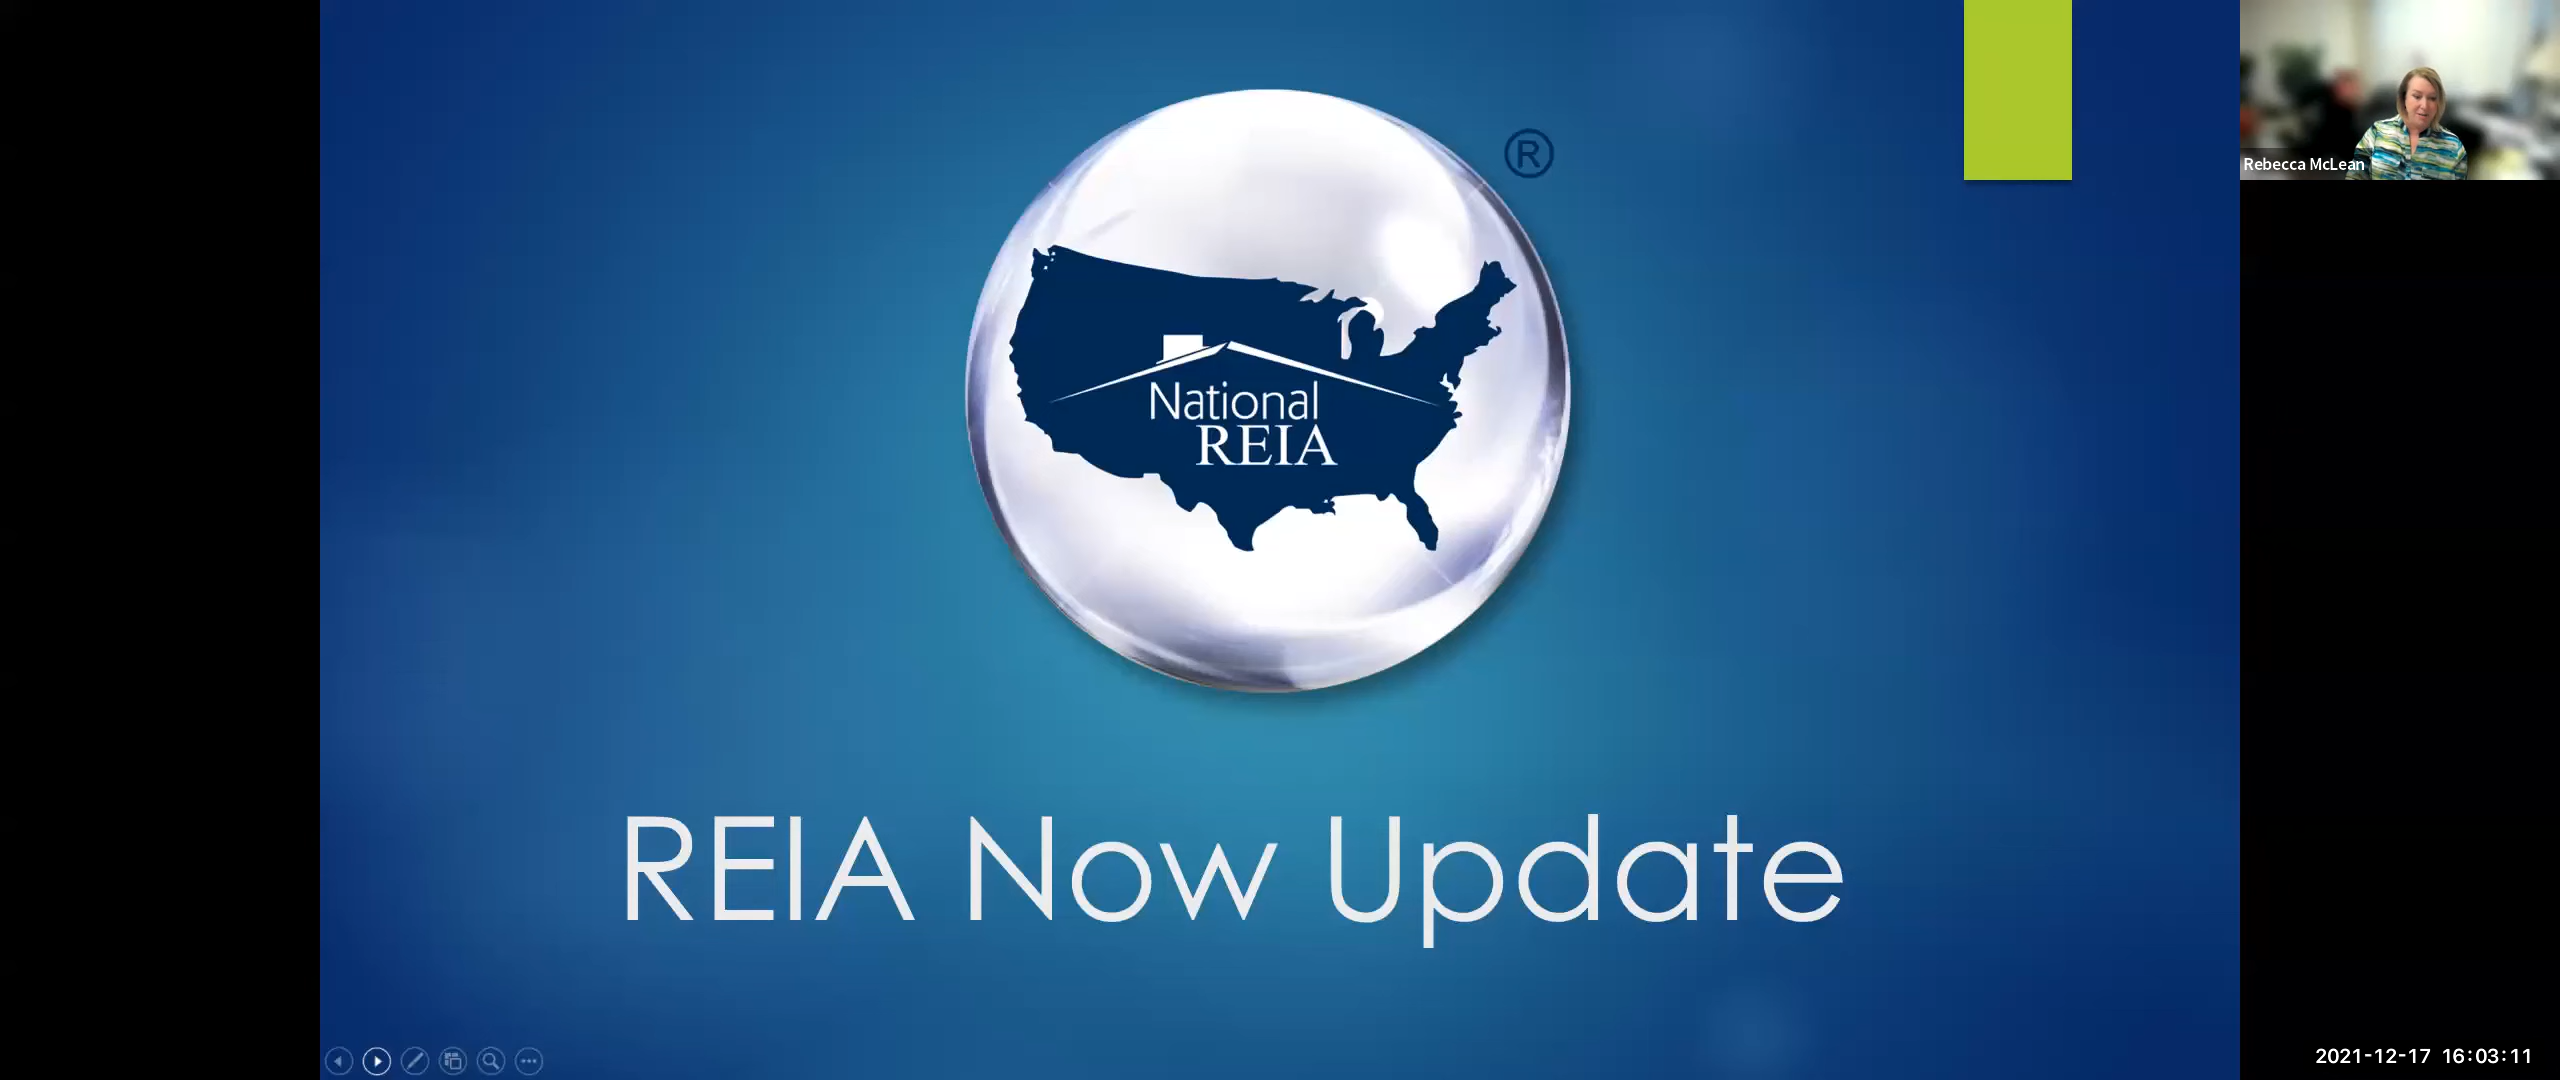 ®
Rebecca McLean
National
REIA
REIA Now Update
2021-12-17 16:03:11